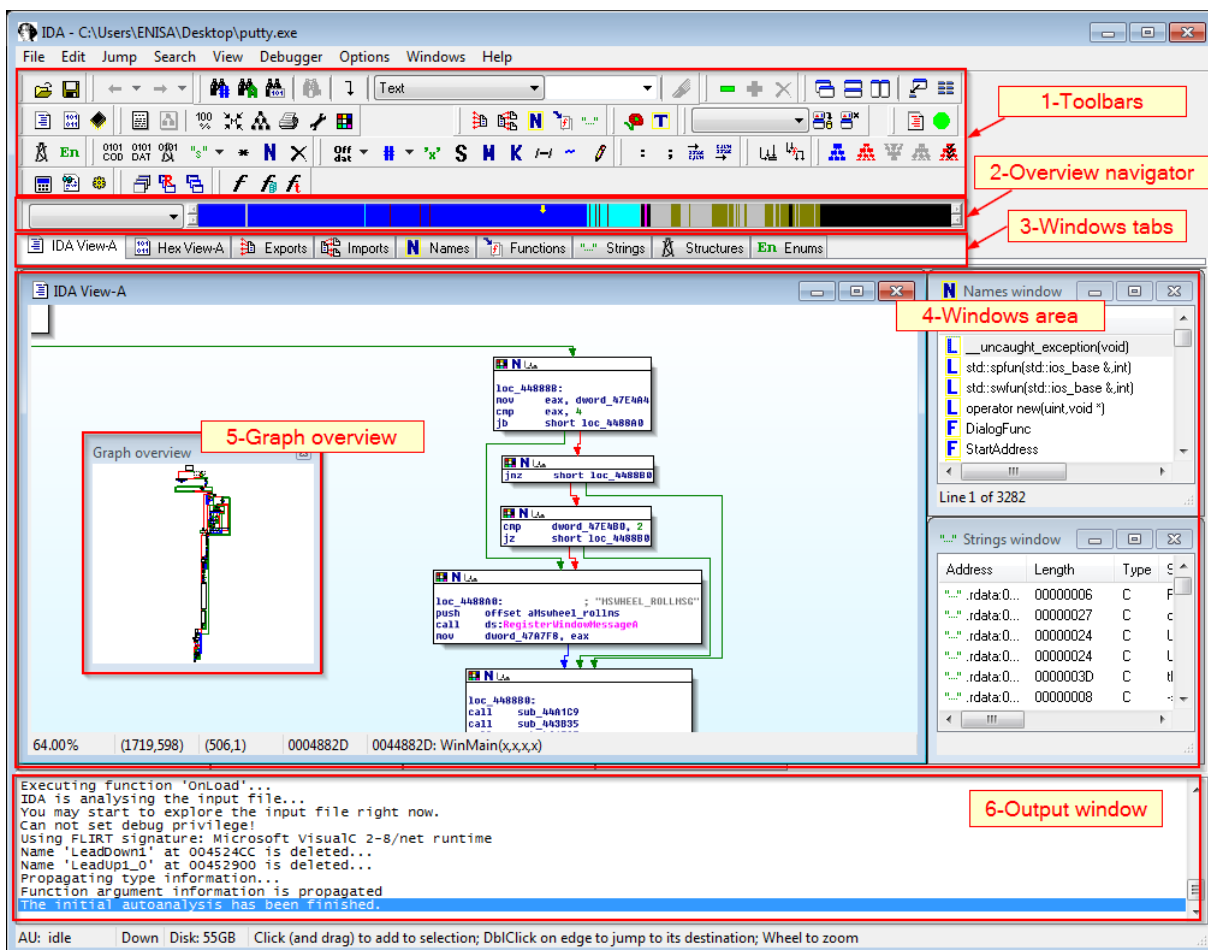 IDA - C:\Users\ENISA\Desktop\putty.exe
File Edit Jump Search View Debugger Options Windows Help
Text
1-Toolbars
En
2-Overview navigator
3-Windows tabs
IDA View-A Hex View-A Exports Imports N Names Functions Strings Structures En Enums
IDA View-A
N Names window
4-Windows area
L __uncaught_exception(void)
L std::spfun(std::ios_base &,int)
L std::swfun(std::ios_base &,int)
L operator new(uint,void *)
F DialogFunc
F StartAddress
Line 1 of 3282
5-Graph overview
Graph overview
loc_44888B:
mov eax, dword_47E4A4
cmp eax, 4
jb short loc_4488A0
jnz short loc_4488B0
cmp dword_47E4B0, 2
jz short loc_4488B0
loc_4488A0: ; "MSWHEEL_ROLLMSG"
push offset aMswheel_rollms
call ds:RegisterWindowMessageA
mov dword_47A7F8, eax
loc_4488B0:
call sub_44A1C9
call sub_443B35
"..." Strings window
Address Length Type
"..." .rdata:0... 00000006 C
"..." .rdata:0... 00000027 C
"..." .rdata:0... 00000024 C
"..." .rdata:0... 00000024 C
"..." .rdata:0... 0000003D C
"..." .rdata:0... 00000008 C
64.00% (1719,598) (506,1) 0004882D 0044882D: WinMain(x,x,x,x)
6-Output window
Executing function 'OnLoad'...
IDA is analysing the input file...
You may start to explore the input file right now.
Can not set debug privilege!
Using FLIRT signature: Microsoft VisualC 2-8/net runtime
Name 'LeadDown1' at 004524CC is deleted...
Name 'LeadUp1_0' at 00452900 is deleted...
Propagating type information...
Function argument information is propagated
The initial autoanalysis has been finished.
AU: idle Down Disk: 55GB Click (and drag) to add to selection; DblClick on edge to jump to its destination; Wheel to zoom